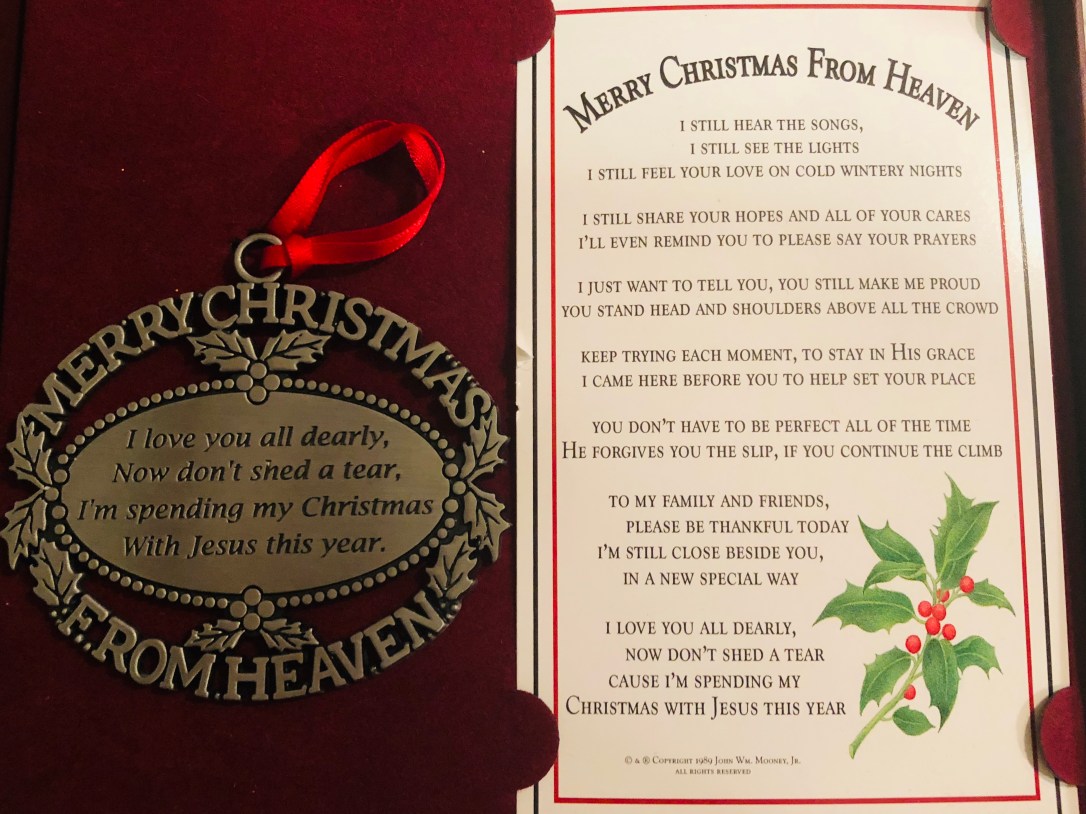 MERRY CHRISTMAS
I love you all dearly,
Now don't shed a tear,
I'm spending my Christmas
With Jesus this year.
FROM HEAVEN
MERRY CHRISTMAS FROM HEAVEN
I STILL HEAR THE SONGS,
I STILL SEE THE LIGHTS
I STILL FEEL YOUR LOVE ON COLD WINTERY NIGHTS
I STILL SHARE YOUR HOPES AND ALL OF YOUR CARES
I'LL EVEN REMIND YOU TO PLEASE SAY YOUR PRAYERS
I JUST WANT TO TELL YOU, YOU STILL MAKE ME PROUD
YOU STAND HEAD AND SHOULDERS ABOVE ALL THE CROWD
KEEP TRYING EACH MOMENT, TO STAY IN HIS GRACE
I CAME HERE BEFORE YOU TO HELP SET YOUR PLACE
YOU DON'T HAVE TO BE PERFECT ALL OF THE TIME
HE FORGIVES YOU THE SLIP, IF YOU CONTINUE THE CLIMB
TO MY FAMILY AND FRIENDS,
PLEASE BE THANKFUL TODAY
I'M STILL CLOSE BESIDE YOU,
IN A NEW SPECIAL WAY
I LOVE YOU ALL DEARLY,
NOW DON'T SHED A TEAR
CAUSE I'M SPENDING MY
CHRISTMAS WITH JESUS THIS YEAR
© & ® COPYRIGHT 1989 JOHN WM. MOONEY, JR.
ALL RIGHTS RESERVED